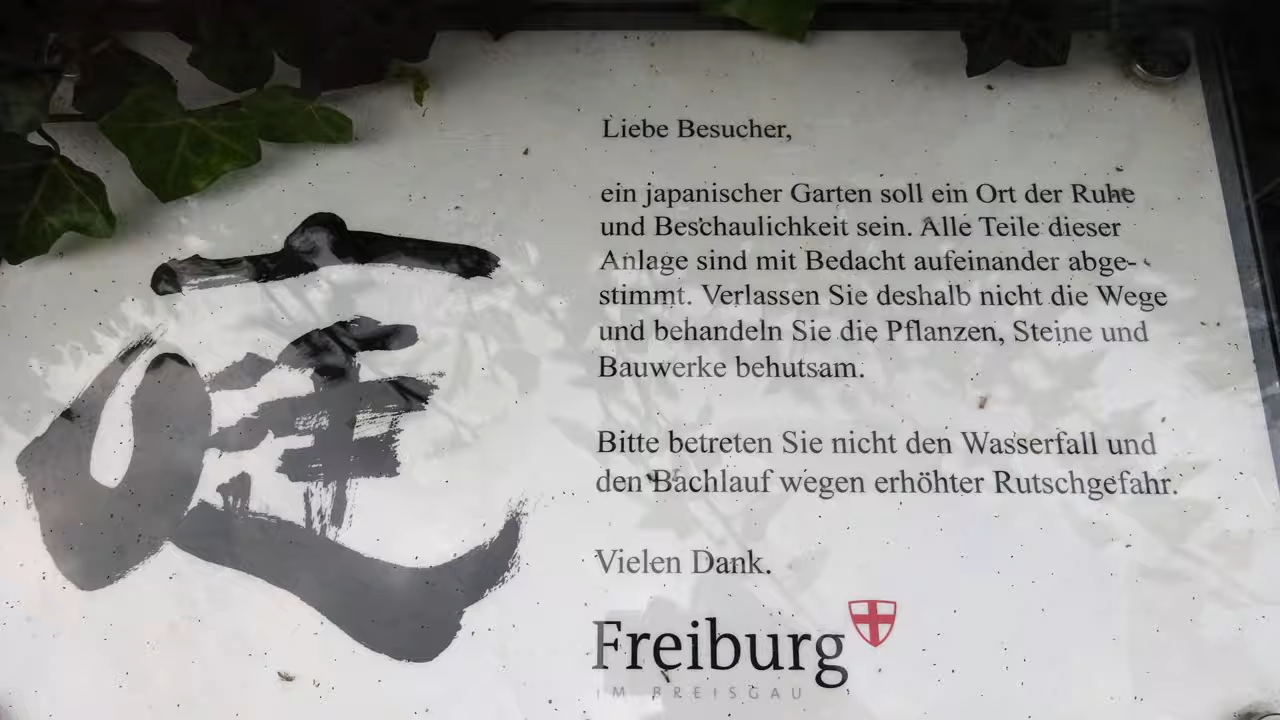 Liebe Besucher,
ein japanischer Garten soll ein Ort der Ruhe
und Beschaulichkeit sein. Alle Teile dieser
Anlage sind mit Bedacht aufeinander abge-
stimmt. Verlassen Sie deshalb nicht die Wege
und behandeln Sie die Pflanzen, Steine und
Bauwerke behutsam.
Bitte betreten Sie nicht den Wasserfall und
den Bachlauf wegen erhöhter Rutschgefahr.
Vielen Dank.
Freiburg
IM BREISGAU